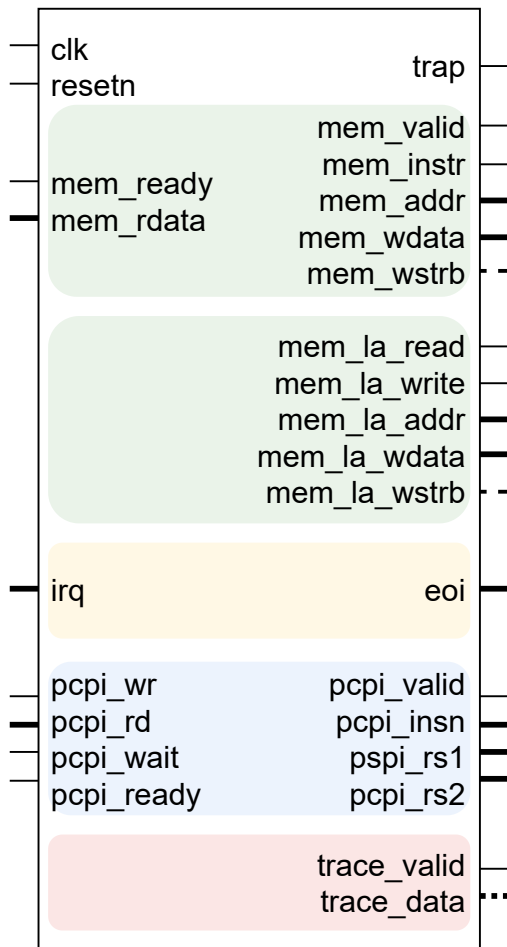 clk
resetn
trap
mem_valid
mem_instr
mem_ready
mem_addr
mem_rdata
mem_wdata
mem_wstrb
mem_la_read
mem_la_write
mem_la_addr
mem_la_wdata
mem_la_wstrb
irq
eoi
pcpi_wr
pcpi_valid
pcpi_rd
pcpi_insn
pcpi_wait
pspi_rs1
pcpi_ready
pcpi_rs2
trace_valid
trace_data